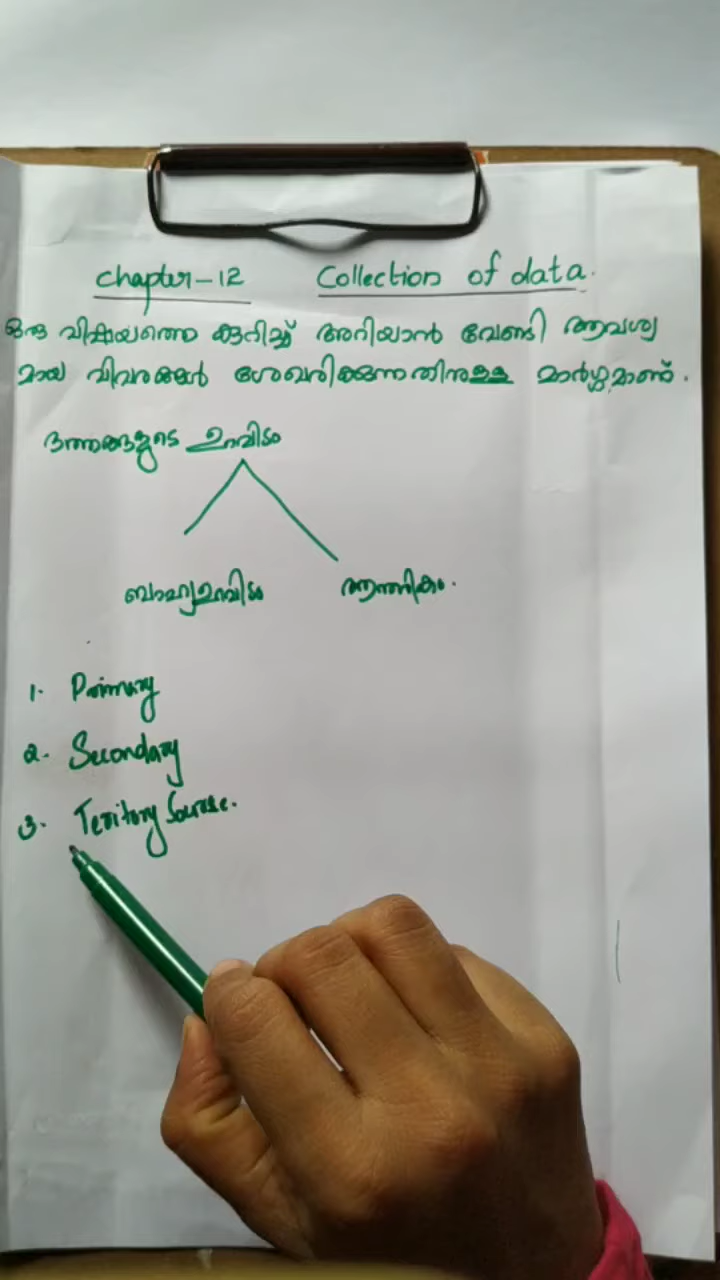 Chapter-12 Collection of data.
ഒരു വിഷയത്തെ കുറിച്ച് അറിയാൻ വേണ്ടി ആവശ്യ
മായ വിവരങ്ങൾ ശേഖരിക്കുന്നതിനുള്ള മാർഗ്ഗമാണ്.
ദത്തങ്ങളുടെ ഉറവിടം
ബാഹ്യഉറവിടം ആന്തരികം.
1. Primary
2. Secondary
3. Teritory Source.